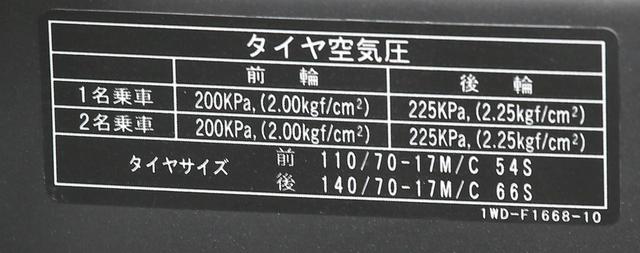 タイヤ空気圧
前輪 後輪
1名乗車 200KPa,(2.00kgf/cm²) 225KPa,(2.25kgf/cm²)
2名乗車 200KPa,(2.00kgf/cm²) 225KPa,(2.25kgf/cm²)
タイヤサイズ 前 110/70-17M/C 54S
後 140/70-17M/C 66S
1WD-F1668-10